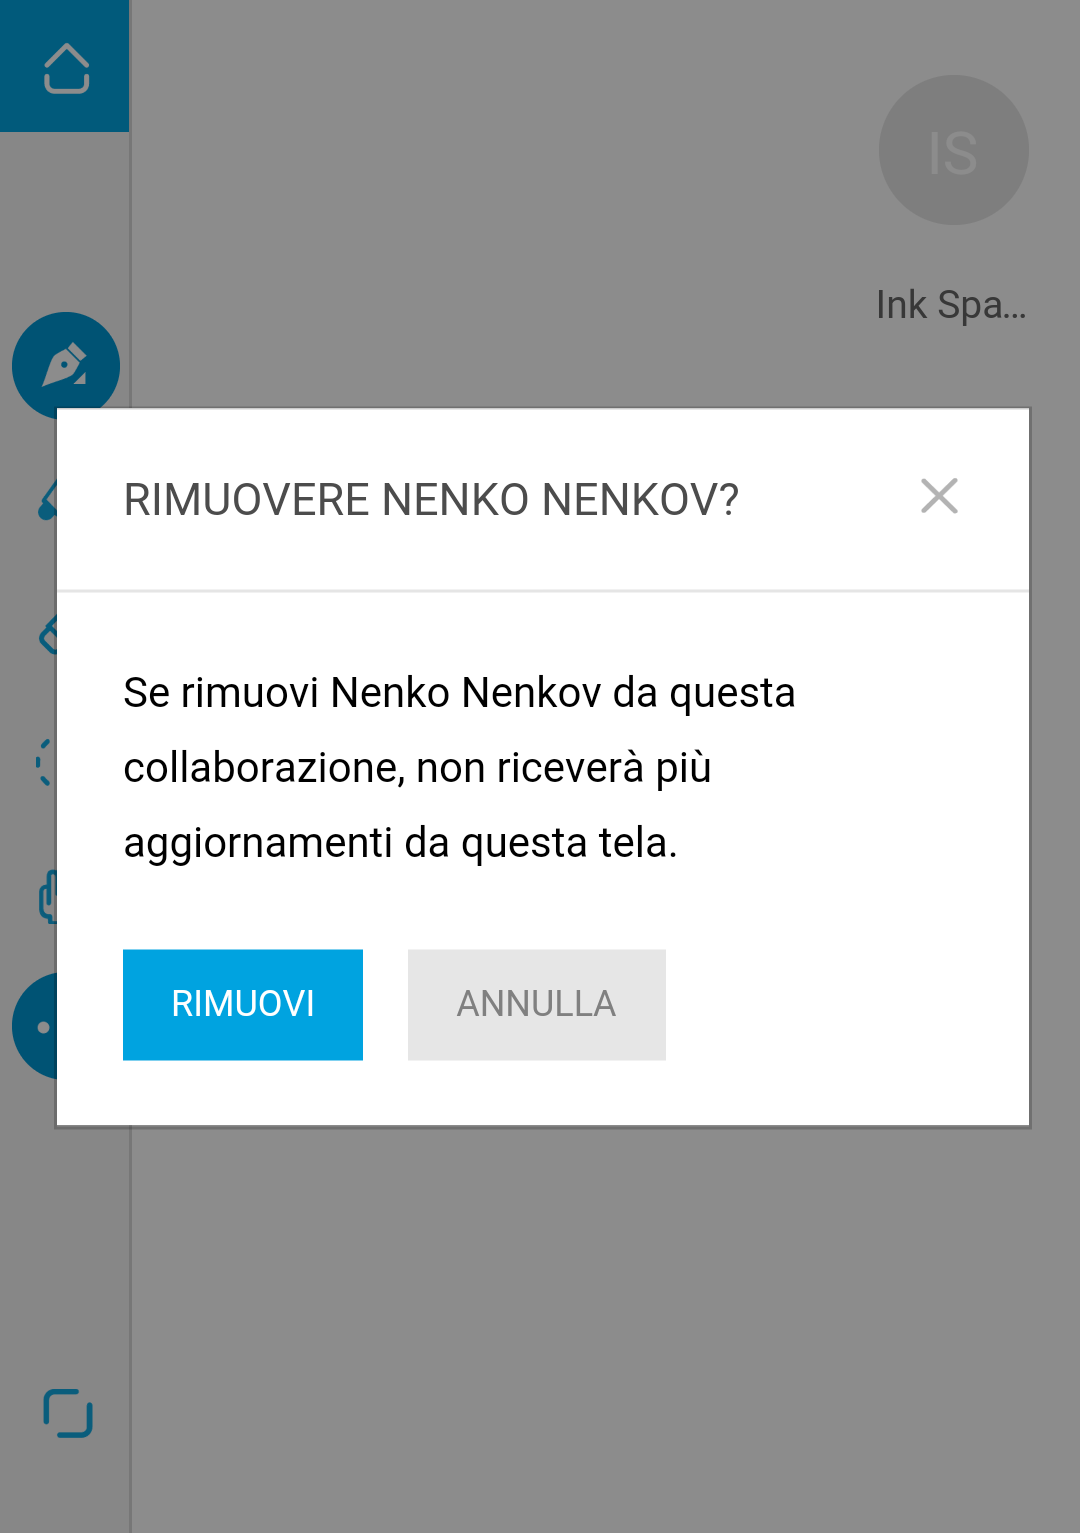 IS
Ink Spa...
RIMUOVERE NENKO NENKOV?
Se rimuovi Nenko Nenkov da questa
collaborazione, non riceverà più
aggiornamenti da questa tela.
RIMUOVI
ANNULLA